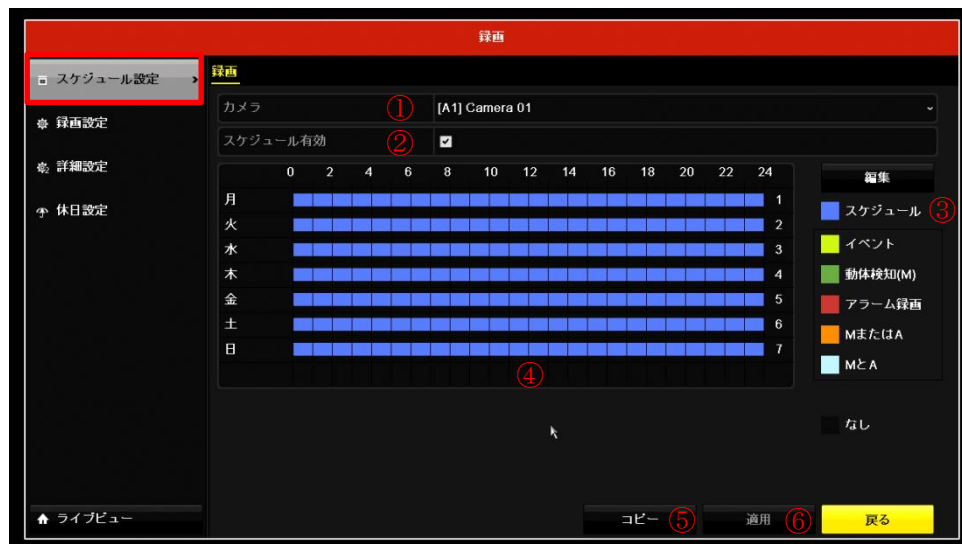 録画
スケジュール設定 >
録画
カメラ ① [A1] Camera 01
録画設定
スケジュール有効 ②
詳細設定
0 2 4 6 8 10 12 14 16 18 20 22 24
編集
休日設定
月 1
スケジュール ③
火 2
イベント
水 3
動体検知(M)
木 4
アラーム録画
金 5
MまたはA
土 6
MとA
日 7
④
なし
ライブビュー
コピー ⑤
適用 ⑥
戻る